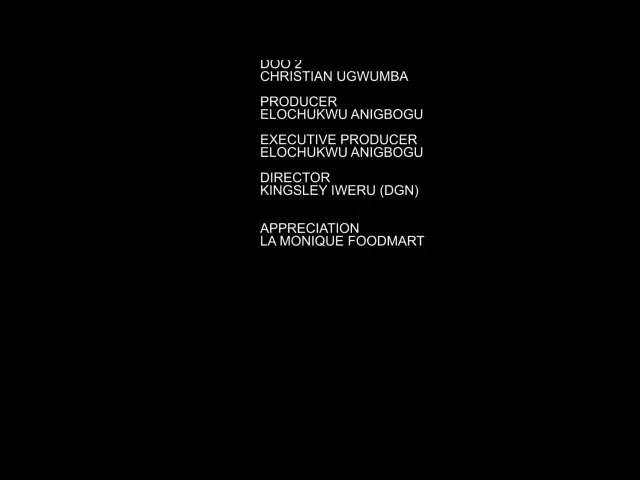 DOO 2
CHRISTIAN UGWUMBA
PRODUCER
ELOCHUKWU ANIGBOGU
EXECUTIVE PRODUCER
ELOCHUKWU ANIGBOGU
DIRECTOR
KINGSLEY IWERU (DGN)
APPRECIATION
LA MONIQUE FOODMART